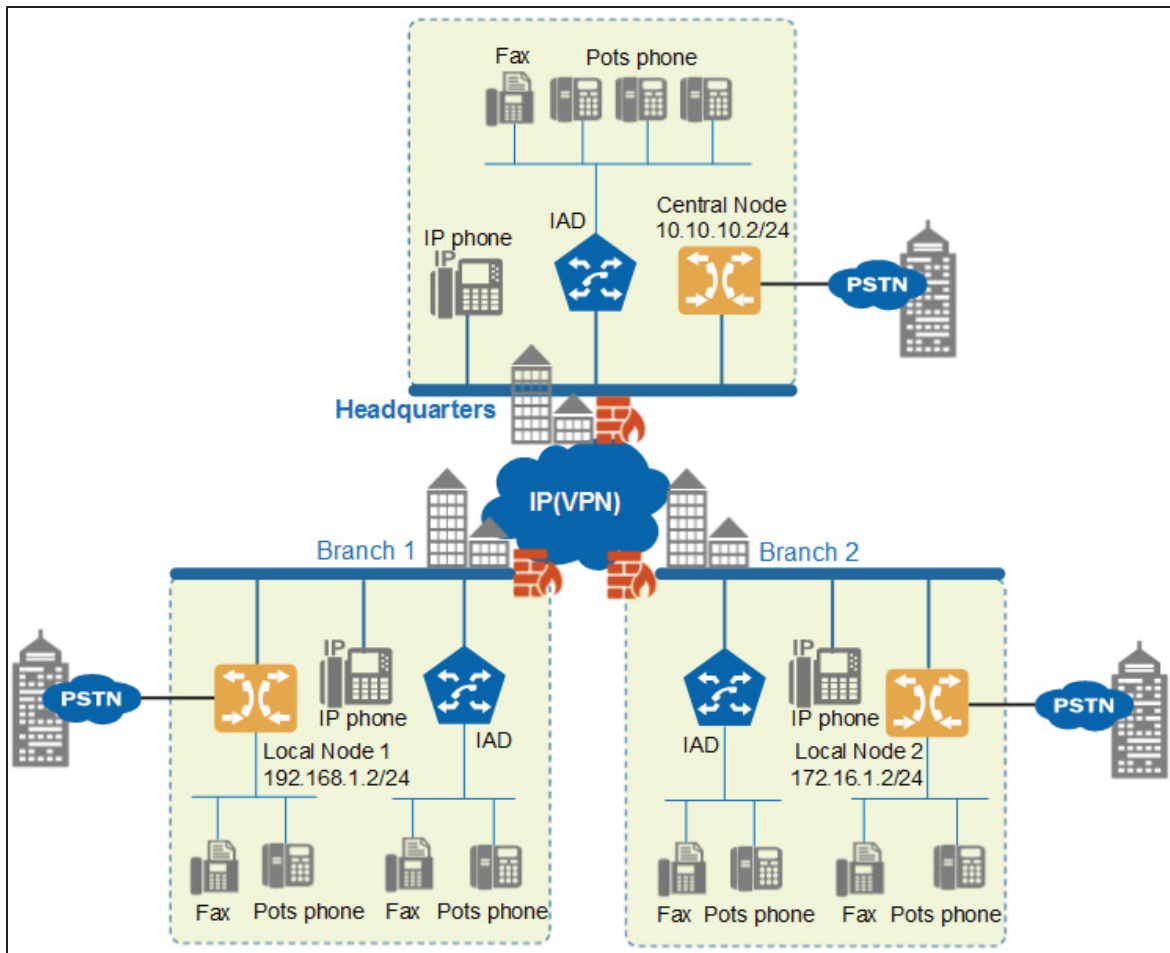 Fax
Pots phone
Central Node
10.10.10.2/24
IAD
IP phone
IP
PSTN
Headquarters
IP(VPN)
Branch 1
Branch 2
IP
IP phone
IAD
PSTN
Local Node 1
192.168.1.2/24
Fax
Pots phone
Fax
Pots phone
IP
IP phone
IAD
PSTN
Local Node 2
172.16.1.2/24
Fax
Pots phone
Fax
Pots phone